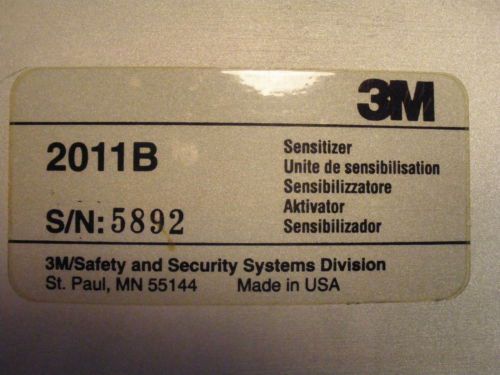 3M
2011B
Sensitizer
Unite de sensibilisation
Sensibilizzatore
Aktivator
Sensibilizador
S/N: 5892
3M/Safety and Security Systems Division
St. Paul, MN 55144 Made in USA